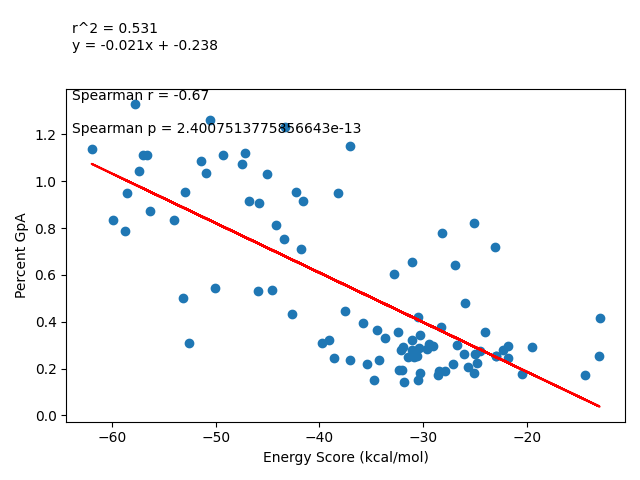 r^2 = 0.531
y = -0.021x + -0.238
Spearman r = -0.67
Spearman p = 2.4007513775856643e-13
1.2
1.0
0.8
0.6
0.4
0.2
0.0
Percent GpA
−60
−50
−40
−30
−20
Energy Score (kcal/mol)